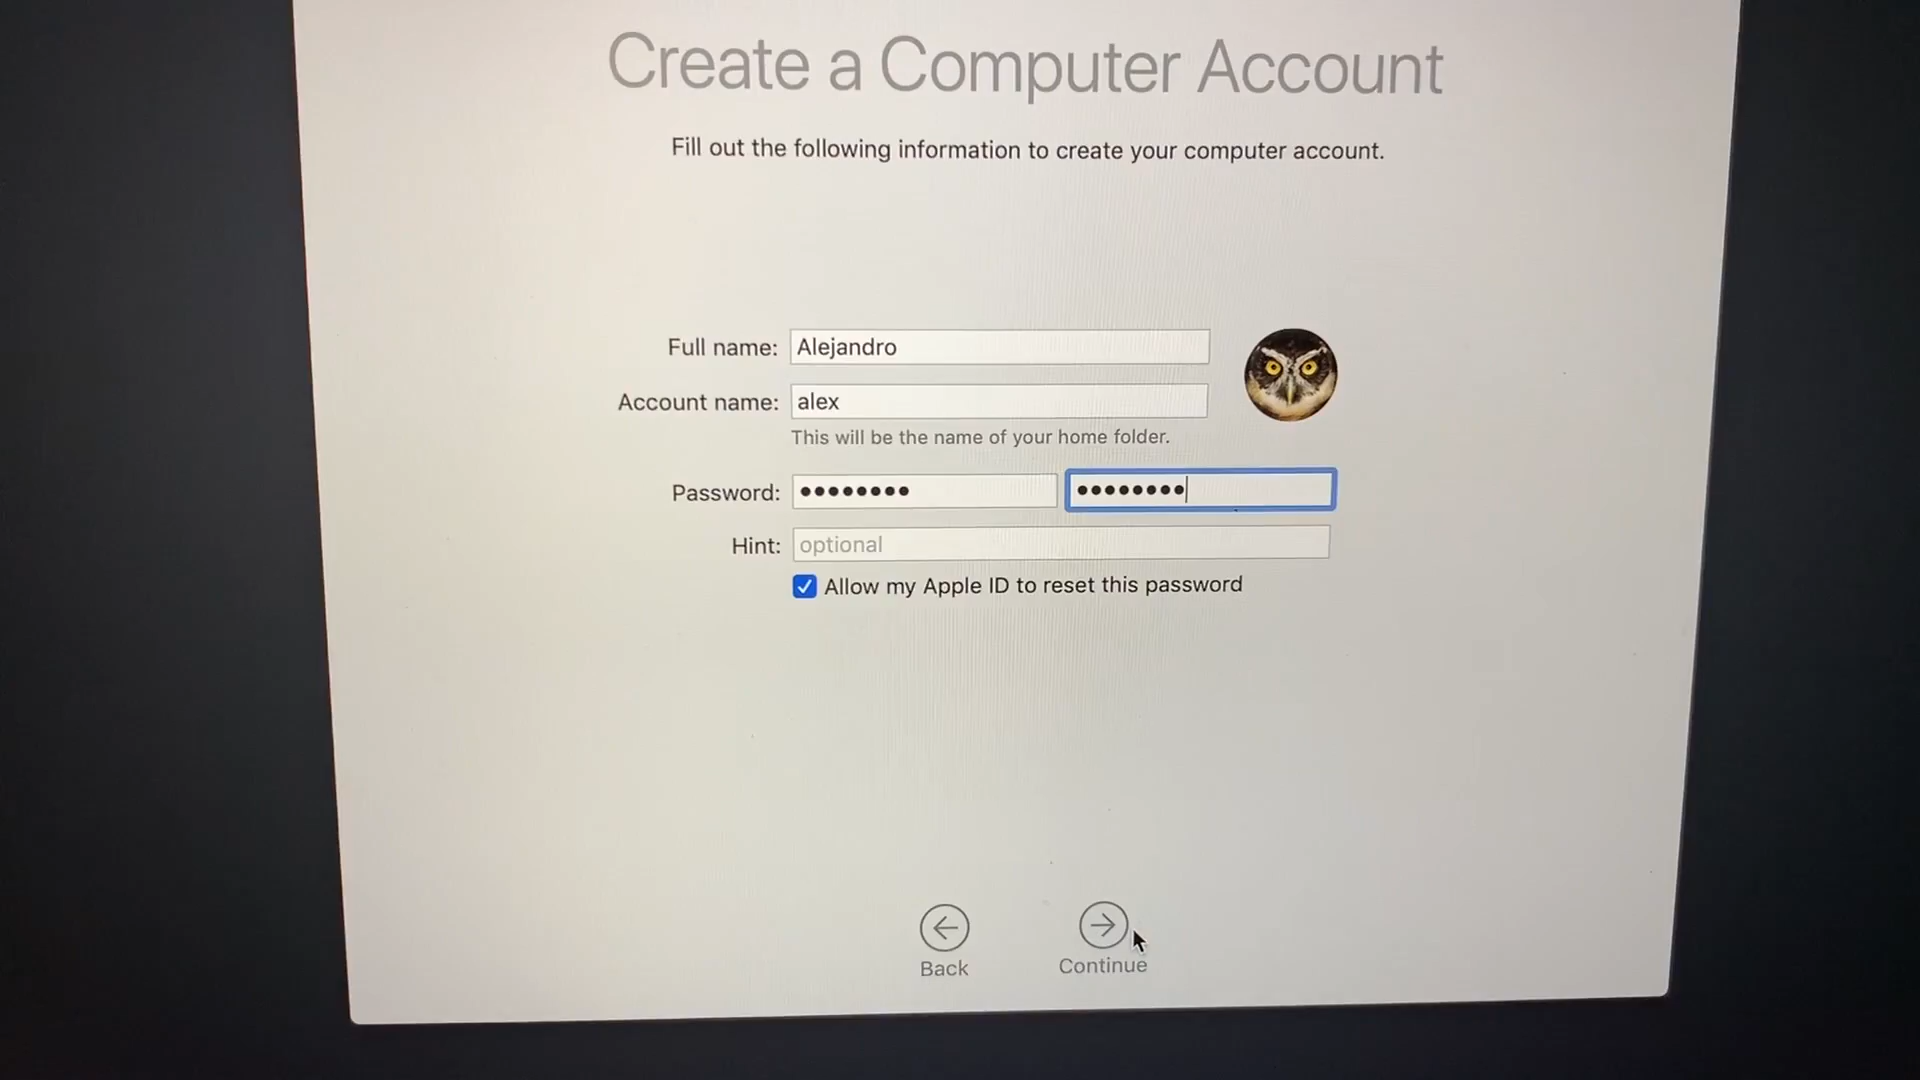 Create a Computer Account
Fill out the following information to create your computer account.
Full name: Alejandro
Account name: alex
This will be the name of your home folder.
Password: •••••••• ••••••••
Hint: optional
Allow my Apple ID to reset this password
Back Continue